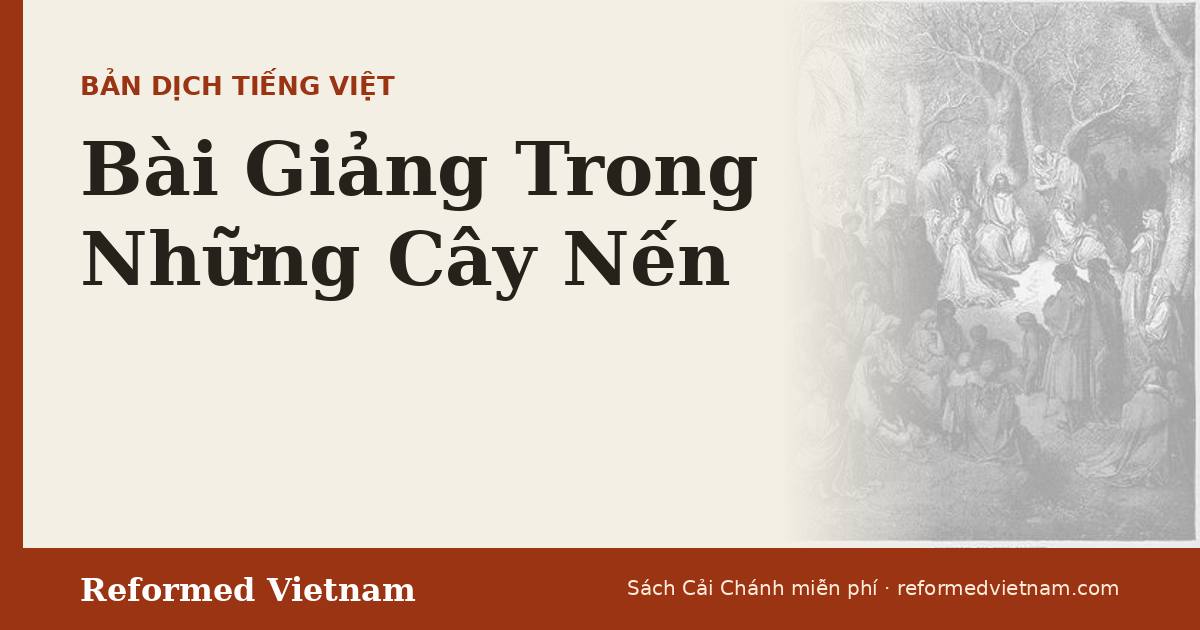 BẢN DỊCH TIẾNG VIỆT
Bài Giảng Trong
Những Cây Nến
Reformed Vietnam
Sách Cải Chánh miễn phí · reformedvietnam.com